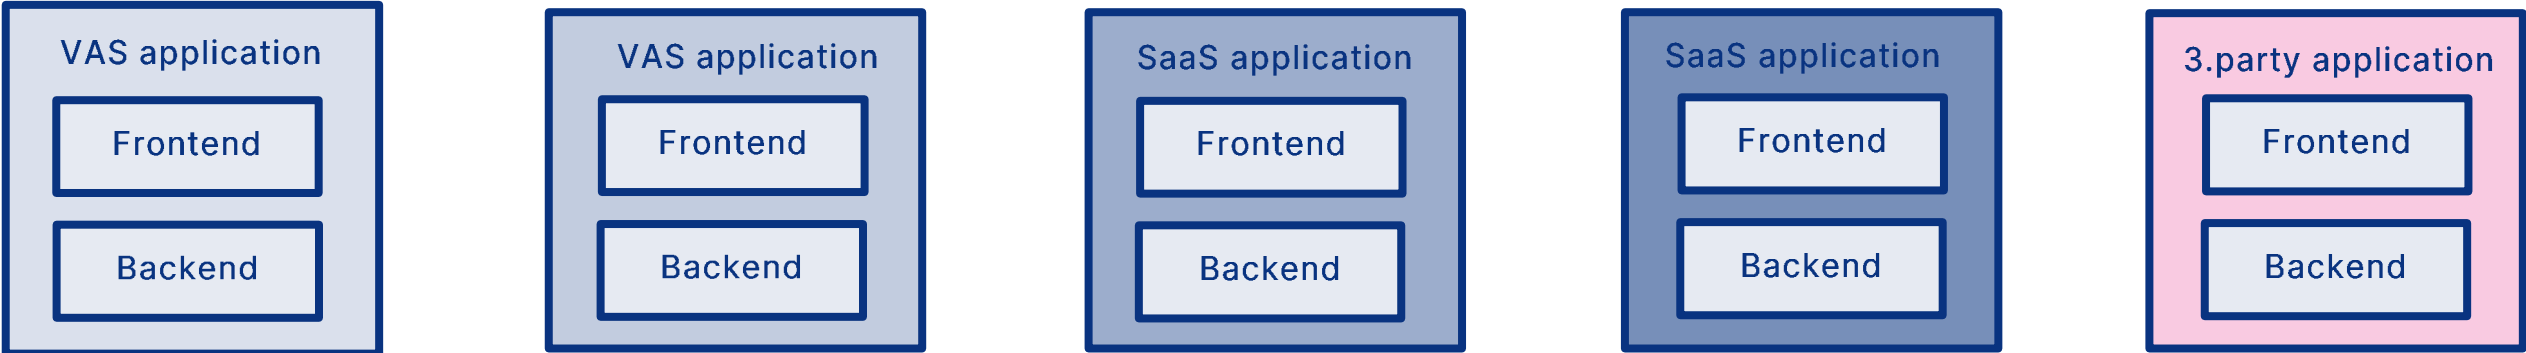 VAS application
Frontend
Backend
VAS application
Frontend
Backend
SaaS application
Frontend
Backend
SaaS application
Frontend
Backend
3.party application
Frontend
Backend